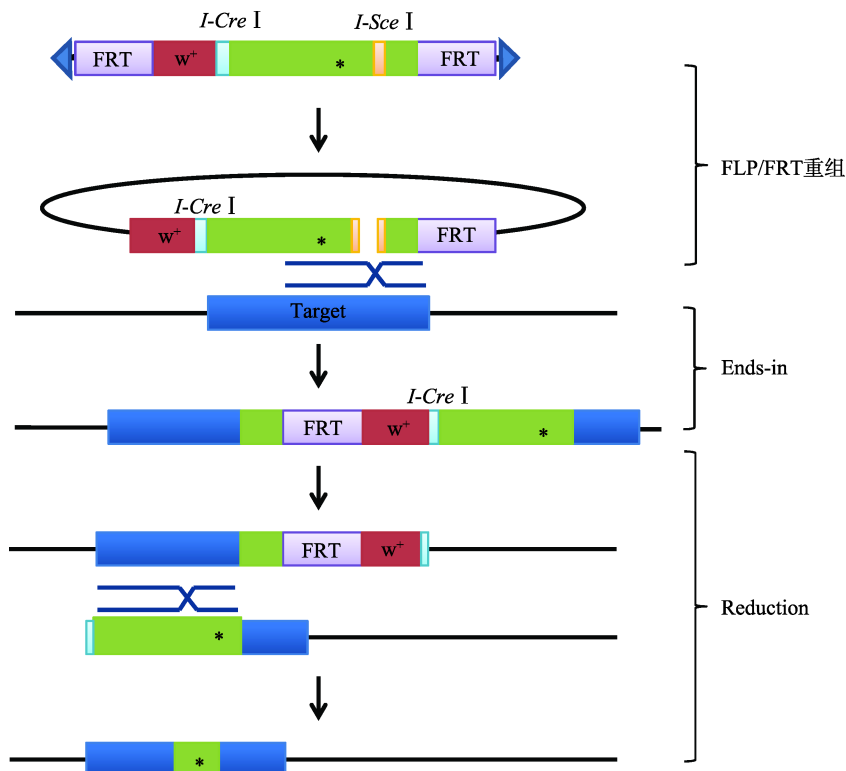 I-Cre Ⅰ I-Sce Ⅰ
FRT w+ * FRT
FLP/FRT重组
I-Cre Ⅰ
w+ * FRT
Target
Ends-in
I-Cre Ⅰ
FRT w+ *
FRT w+
Reduction
*
*